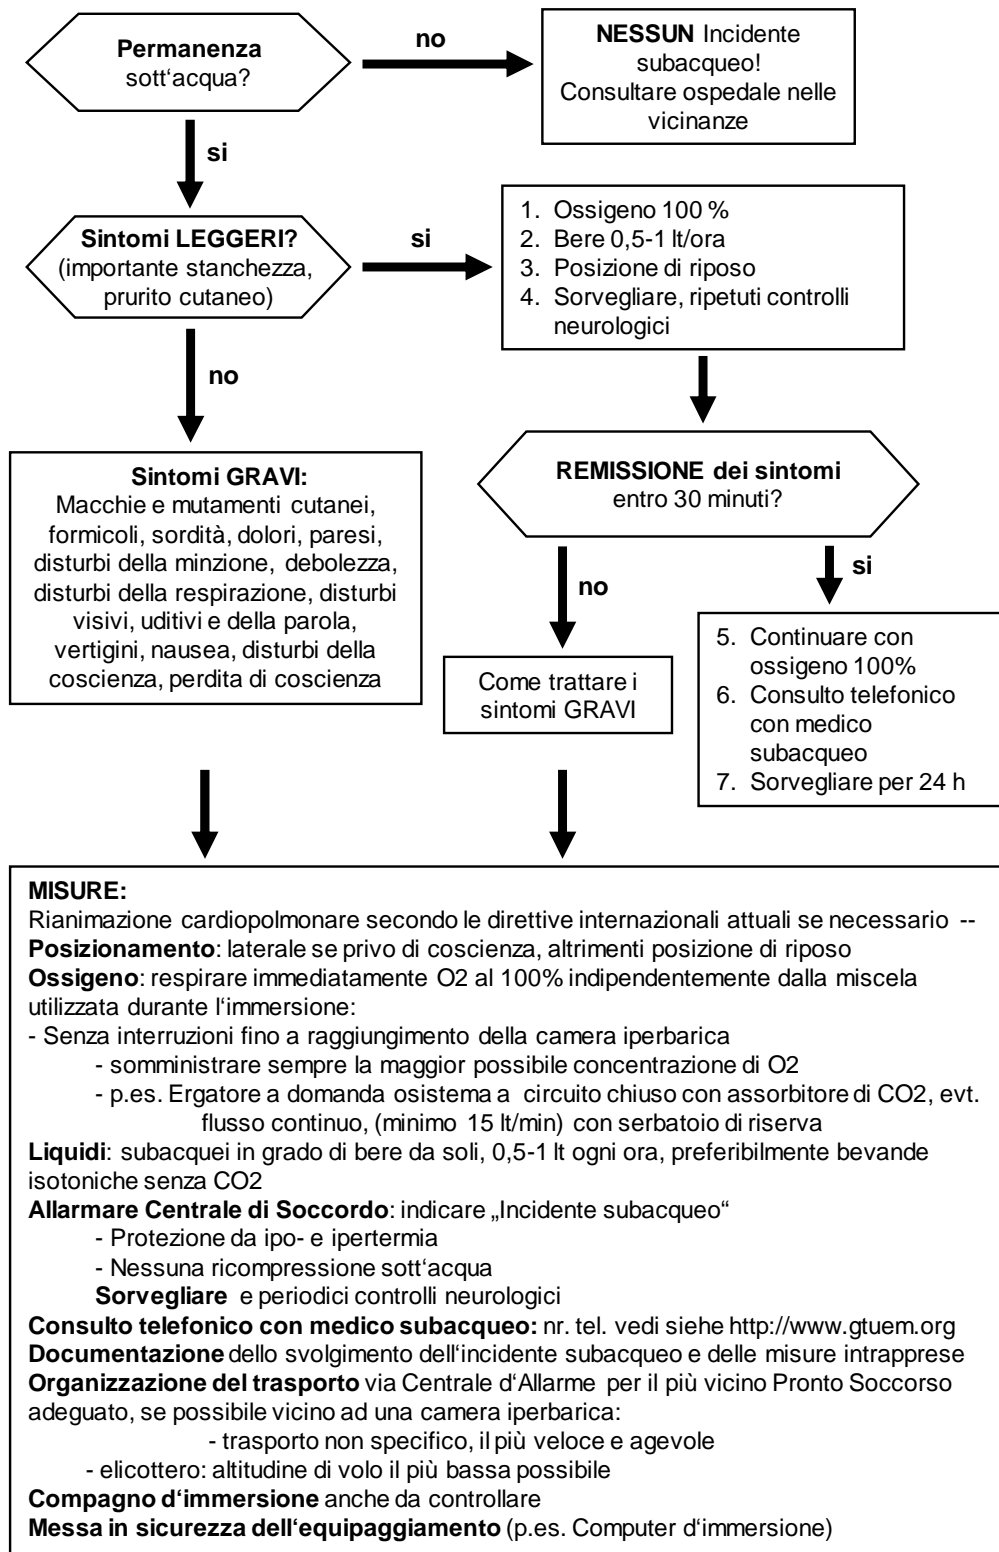 Permanenza
sott‘acqua?
no
NESSUN Incidente
subacqueo!
Consultare ospedale nelle
vicinanze
si
Sintomi LEGGERI?
(importante stanchezza,
prurito cutaneo)
si
1. Ossigeno 100 %
2. Bere 0,5-1 lt/ora
3. Posizione di riposo
4. Sorvegliare, ripetuti controlli
neurologici
no
Sintomi GRAVI:
Macchie e mutamenti cutanei,
formicoli, sordità, dolori, paresi,
disturbi della minzione, debolezza,
disturbi della respirazione, disturbi
visivi, uditivi e della parola,
vertigini, nausea, disturbi della
coscienza, perdita di coscienza
REMISSIONE dei sintomi
entro 30 minuti?
no
si
Come trattare i
sintomi GRAVI
5. Continuare con
ossigeno 100%
6. Consulto telefonico
con medico
subacqueo
7. Sorvegliare per 24 h
MISURE:
Rianimazione cardiopolmonare secondo le direttive internazionali attuali se necessario --
Posizionamento: laterale se privo di coscienza, altrimenti posizione di riposo
Ossigeno: respirare immediatamente O2 al 100% indipendentemente dalla miscela
utilizzata durante l‘immersione:
- Senza interruzioni fino a raggiungimento della camera iperbarica
- somministrare sempre la maggior possibile concentrazione di O2
- p.es. Ergatore a domanda osistema a circuito chiuso con assorbitore di CO2, evt.
flusso continuo, (minimo 15 lt/min) con serbatoio di riserva
Liquidi: subacquei in grado di bere da soli, 0,5-1 lt ogni ora, preferibilmente bevande
isotoniche senza CO2
Allarmare Centrale di Soccordo: indicare „Incidente subacqueo“
- Protezione da ipo- e ipertermia
- Nessuna ricompressione sott‘acqua
Sorvegliare e periodici controlli neurologici
Consulto telefonico con medico subacqueo: nr. tel. vedi siehe http://www.gtuem.org
Documentazione dello svolgimento dell‘incidente subacqueo e delle misure intrapprese
Organizzazione del trasporto via Centrale d‘Allarme per il più vicino Pronto Soccorso
adeguato, se possibile vicino ad una camera iperbarica:
- trasporto non specifico, il più veloce e agevole
- elicottero: altitudine di volo il più bassa possibile
Compagno d‘immersione anche da controllare
Messa in sicurezza dell‘equipaggiamento (p.es. Computer d‘immersione)